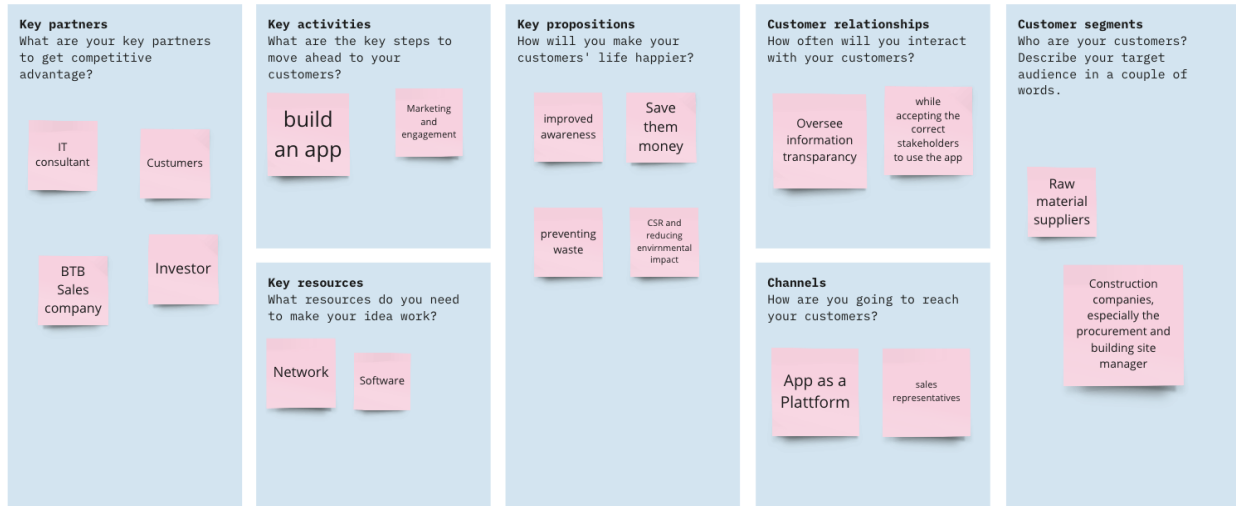 Key partners
What are your key partners
to get competitive
advantage?
IT
consultant
Custumers
BTB
Sales
company
Investor
Key activities
What are the key steps to
move ahead to your
customers?
build
an app
Marketing
and
engagement
Key resources
What resources do you need
to make your idea work?
Network
Software
Key propositions
How will you make your
customers' life happier?
improved
awareness
Save
them
money
preventing
waste
CSR and
reducing
envirnmental
impact
Customer relationships
How often will you interact
with your customers?
Oversee
information
transparancy
while
accepting the
correct
stakeholders
to use the app
Channels
How are you going to reach
your customers?
App as a
Plattform
sales
representatives
Customer segments
Who are your customers?
Describe your target
audience in a couple of
words.
Raw
material
suppliers
Construction
companies,
especially the
procurement and
building site
manager